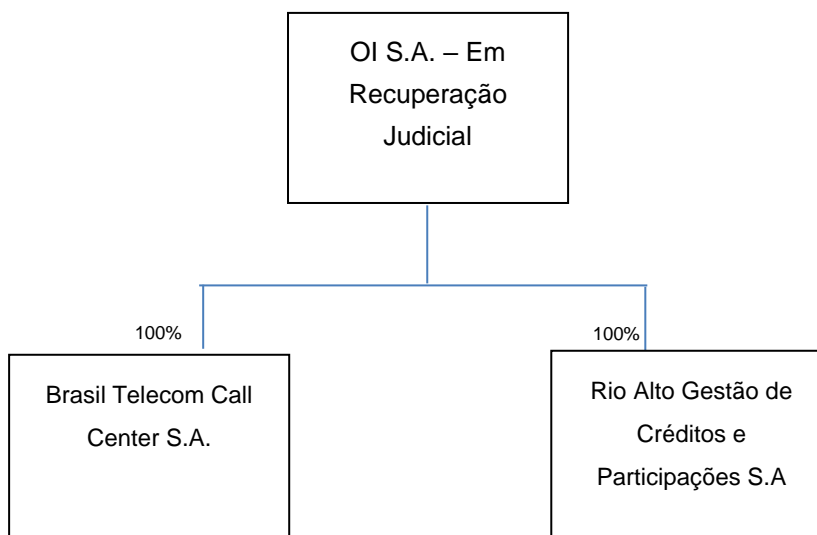 OI S.A. – Em
Recuperação
Judicial
100%
100%
Brasil Telecom Call
Center S.A.
Rio Alto Gestão de
Créditos e
Participações S.A